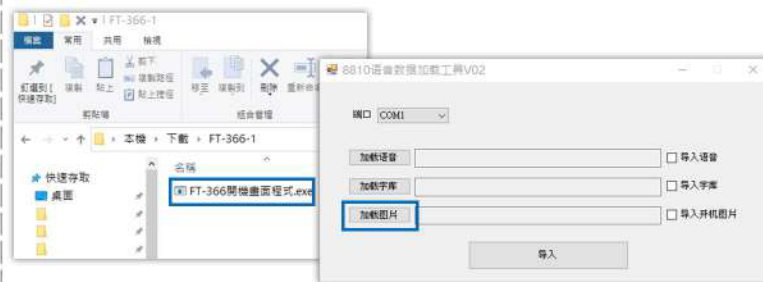 FT-366-1
檔案 常用 共用 檢視
釘選到 [快速存取]
複製
貼上
剪下
複製路徑
貼上捷徑
移至
複製到
刪除
重新命名
剪貼簿
組合管理
本機 > 下載 > FT-366-1
快速存取
桌面
名稱
FT-366開機畫面程式.exe
8810语音数据加载工具V02
端口 COM1
加载语音 导入语音
加载字库 导入字库
加载图片 导入开机图片
导入